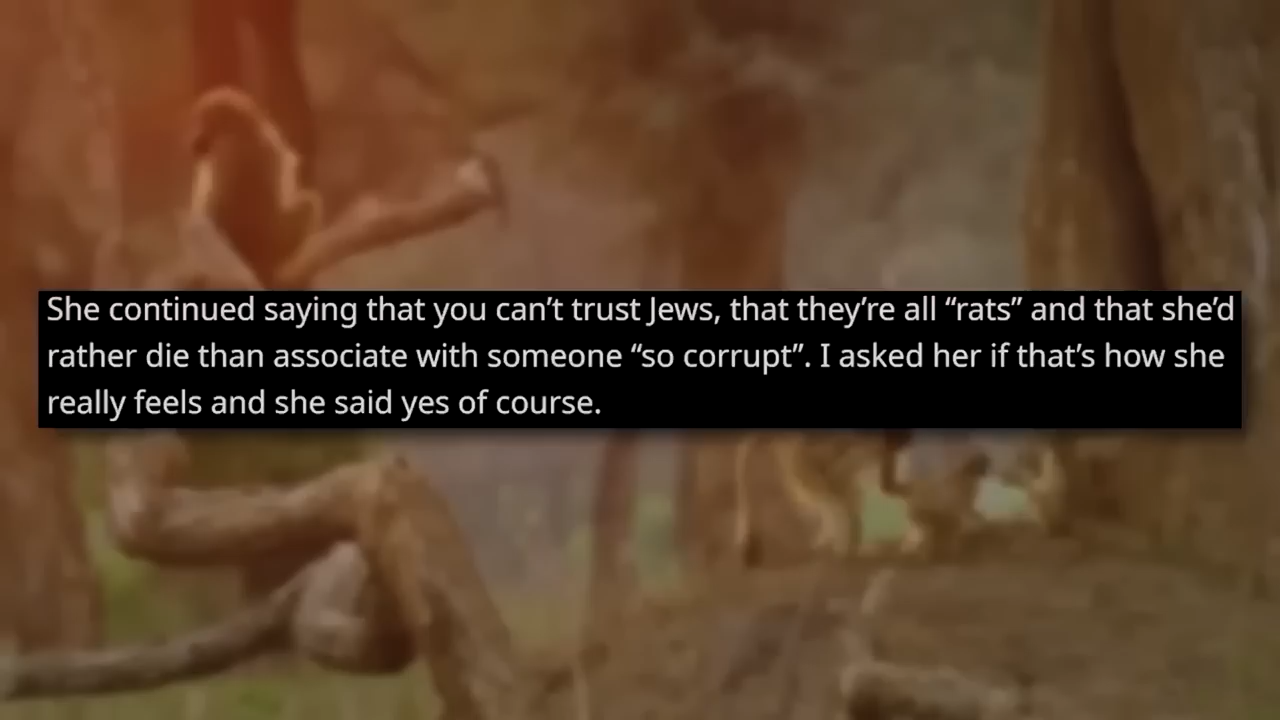 She continued saying that you can’t trust Jews, that they’re all “rats” and that she’d
rather die than associate with someone “so corrupt”. I asked her if that’s how she
really feels and she said yes of course.